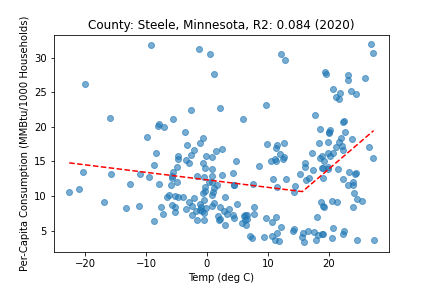 County: Steele, Minnesota, R2: 0.084 (2020)
Per-Capita Consumption (MMBtu/1000 Households)
30
25
20
15
10
5
−20 −10 0 10 20
Temp (deg C)